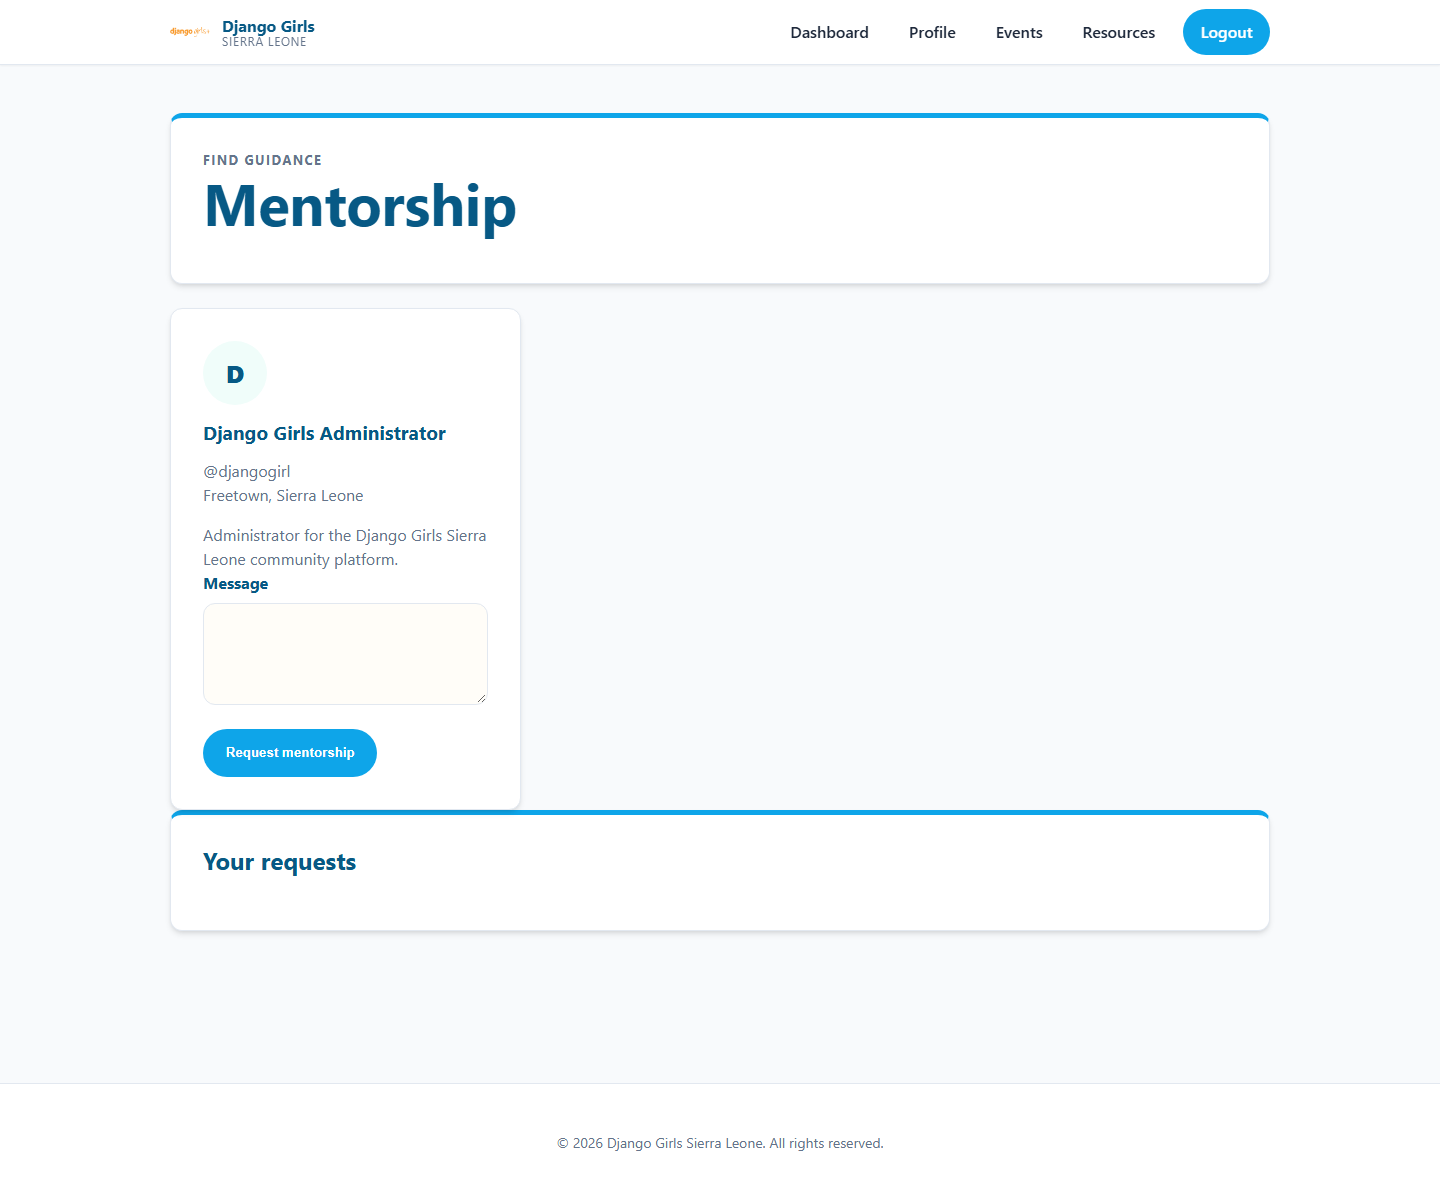 django girls
Django Girls
SIERRA LEONE
Dashboard
Profile
Events
Resources
Logout
FIND GUIDANCE
Mentorship
D
Django Girls Administrator
@djangogirl
Freetown, Sierra Leone
Administrator for the Django Girls Sierra
Leone community platform.
Message
Request mentorship
Your requests
© 2026 Django Girls Sierra Leone. All rights reserved.